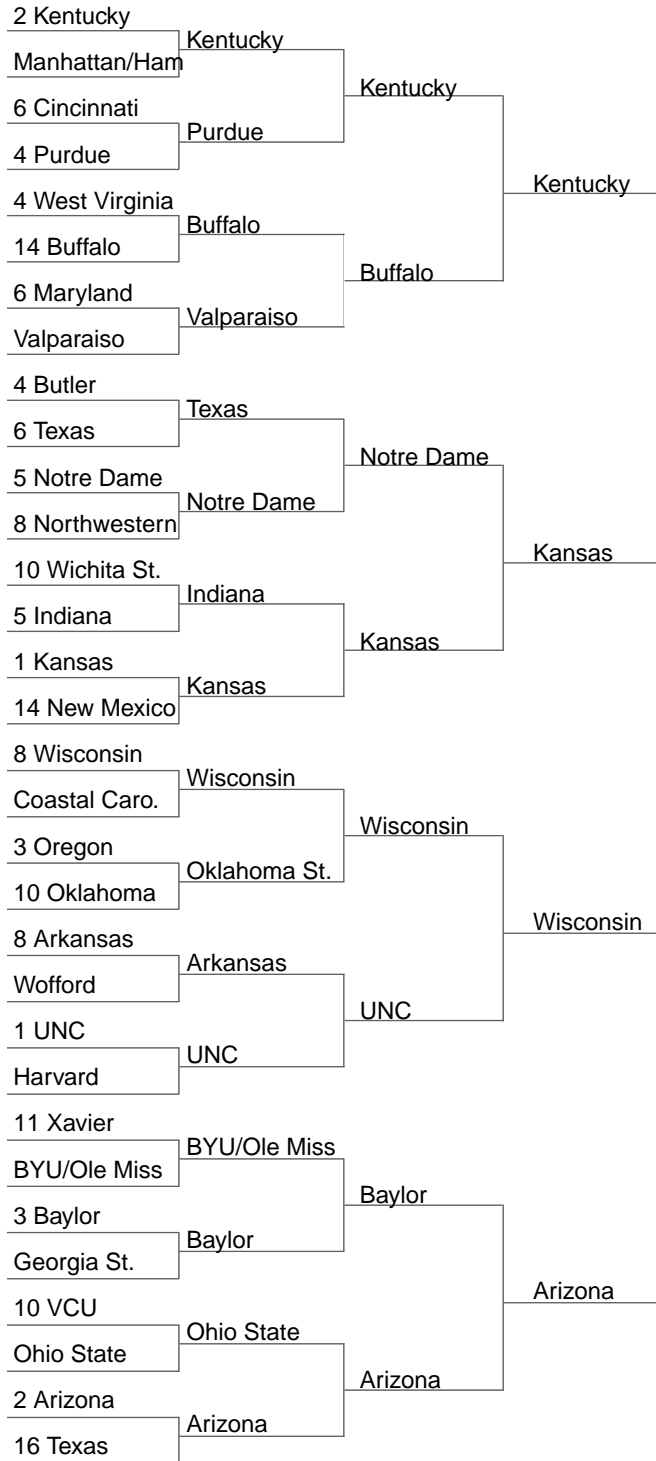 2 Kentucky
Manhattan/Ham
6 Cincinnati
4 Purdue
4 West Virginia
14 Buffalo
6 Maryland
Valparaiso
4 Butler
6 Texas
5 Notre Dame
8 Northwestern
10 Wichita St.
5 Indiana
1 Kansas
14 New Mexico
8 Wisconsin
Coastal Caro.
3 Oregon
10 Oklahoma
8 Arkansas
Wofford
1 UNC
Harvard
11 Xavier
BYU/Ole Miss
3 Baylor
Georgia St.
10 VCU
Ohio State
2 Arizona
16 Texas
Kentucky
Purdue
Buffalo
Valparaiso
Texas
Notre Dame
Indiana
Kansas
Wisconsin
Oklahoma St.
Arkansas
UNC
BYU/Ole Miss
Baylor
Ohio State
Arizona
Kentucky
Buffalo
Notre Dame
Kansas
Wisconsin
UNC
Baylor
Arizona
Kentucky
Kansas
Wisconsin
Arizona